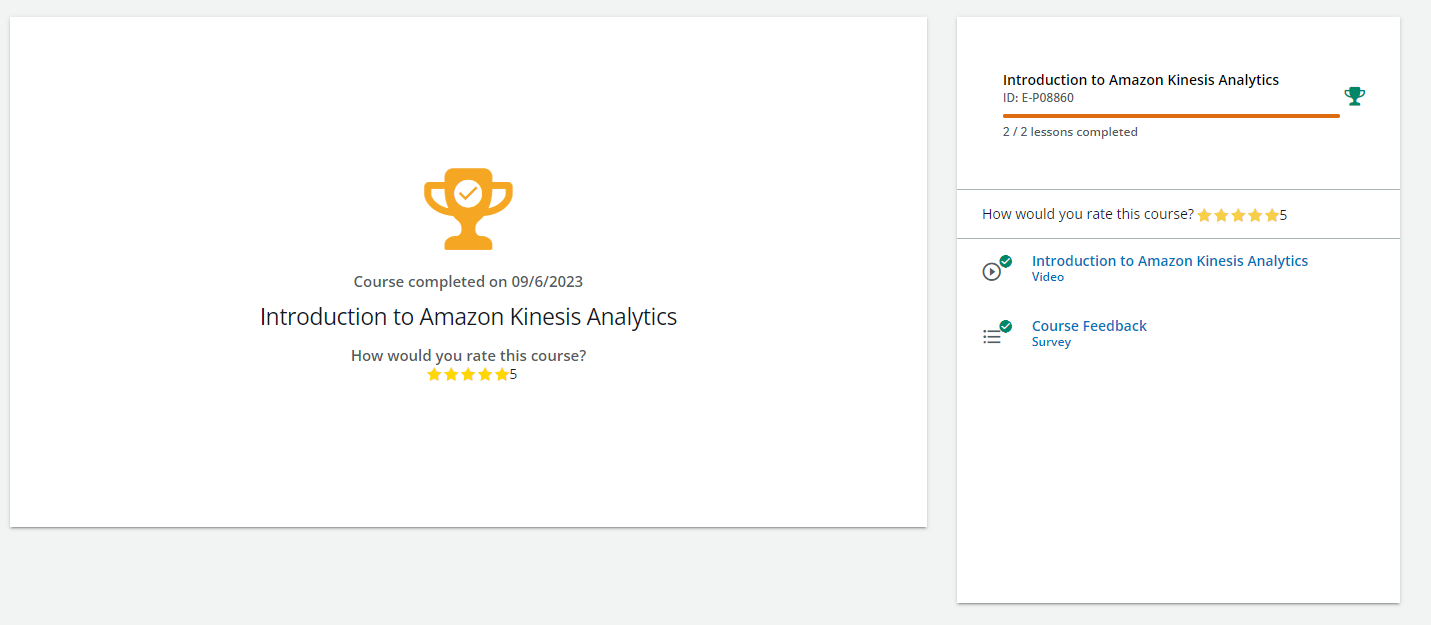 Course completed on 09/6/2023
Introduction to Amazon Kinesis Analytics
How would you rate this course?
5
Introduction to Amazon Kinesis Analytics
ID: E-P08860
2 / 2 lessons completed
How would you rate this course? 5
Introduction to Amazon Kinesis Analytics
Video
Course Feedback
Survey